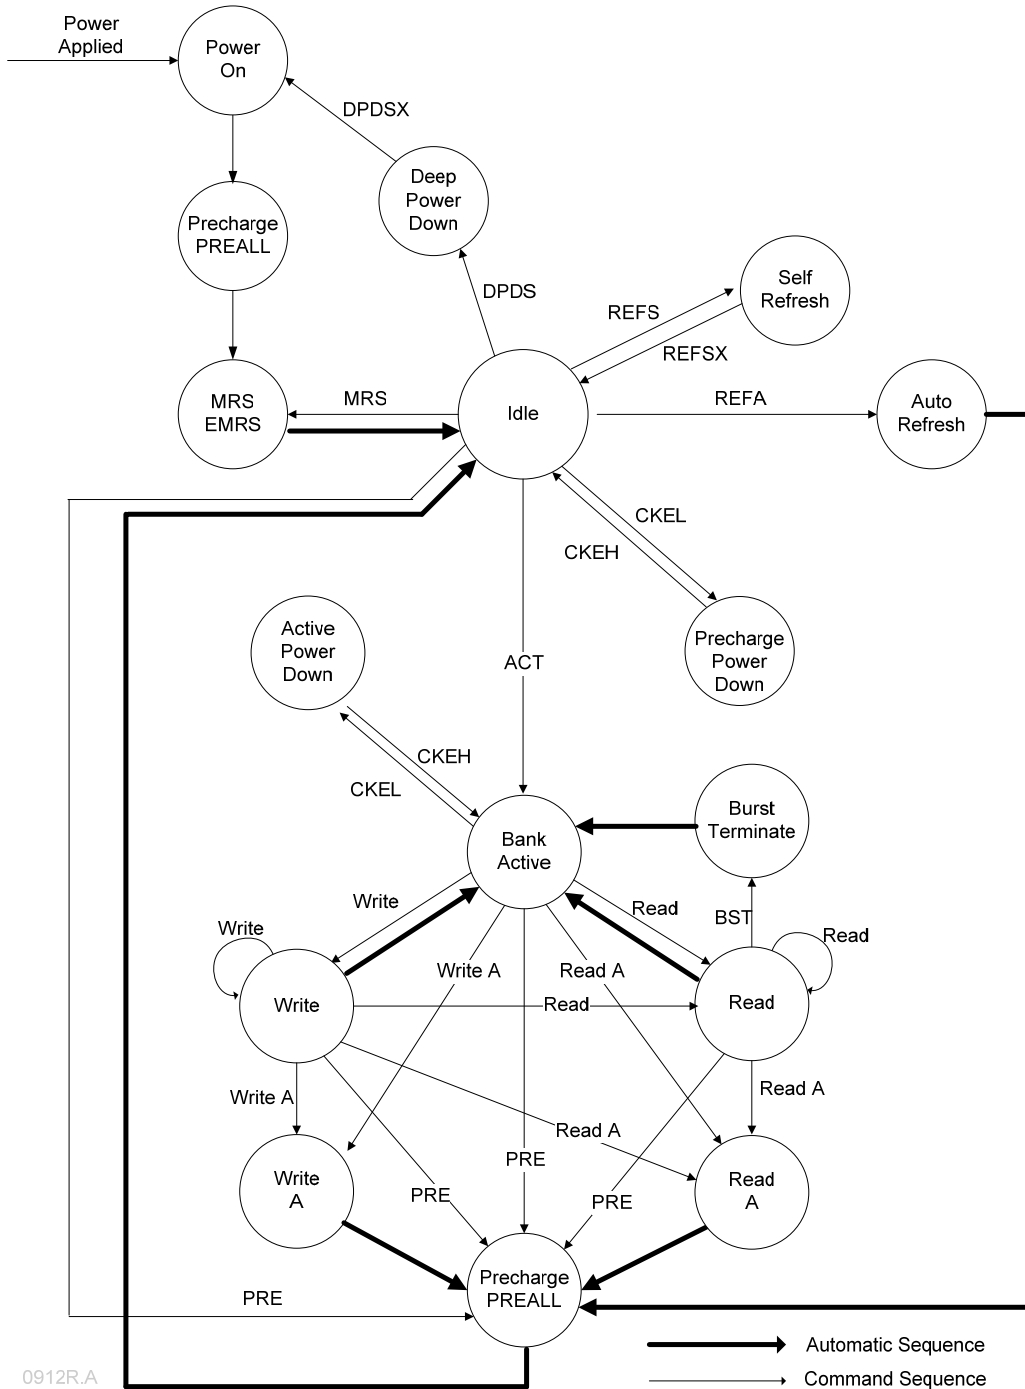 Power
Applied
Power
On
DPDSX
Deep
Power
Down
Precharge
PREALL
DPDS
Self
Refresh
REFS
REFSX
MRS
EMRS
MRS
Idle
REFA
Auto
Refresh
CKEL
CKEH
Active
Power
Down
ACT
Precharge
Power
Down
CKEH
CKEL
Burst
Terminate
Bank
Active
Write
Read
BST
Write
Read
Write A
Read A
Write
Read
Read
Write A
Read A
Read A
Write
A
PRE
PRE
PRE
Read
A
Precharge
PREALL
PRE
Automatic Sequence
Command Sequence
0912R.A